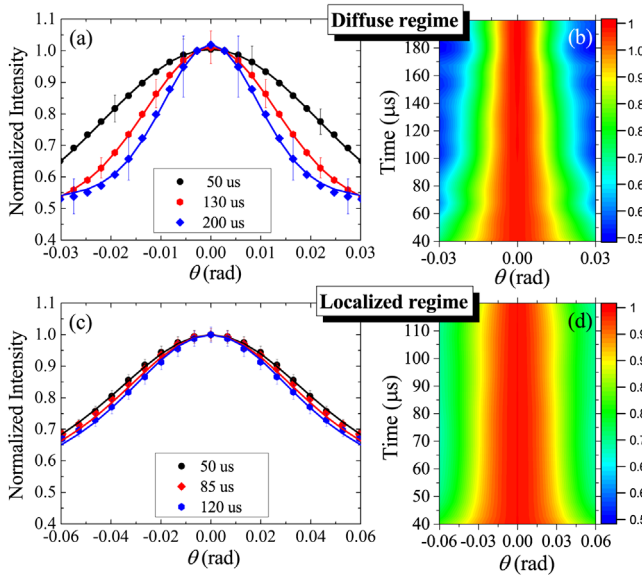 Diffuse regime
(a)
Normalized Intensity
1.1
1.0
0.9
0.8
0.7
0.6
0.5
0.4
50 us
130 us
200 us
-0.03 -0.02 -0.01 0.00 0.01 0.02 0.03
θ (rad)
(b)
Time (μs)
180
160
140
120
100
80
60
40
-0.03 0.00 0.03
θ (rad)
1
0.9
0.8
0.7
0.6
0.5
Localized regime
(c)
Normalized Intensity
1.1
1.0
0.9
0.8
0.7
0.6
0.5
0.4
50 us
85 us
120 us
-0.06 -0.04 -0.02 0.00 0.02 0.04 0.06
θ (rad)
(d)
Time (μs)
110
100
90
80
70
60
50
40
-0.06 -0.03 0.00 0.03 0.06
θ (rad)
1
0.9
0.8
0.7
0.6
0.5